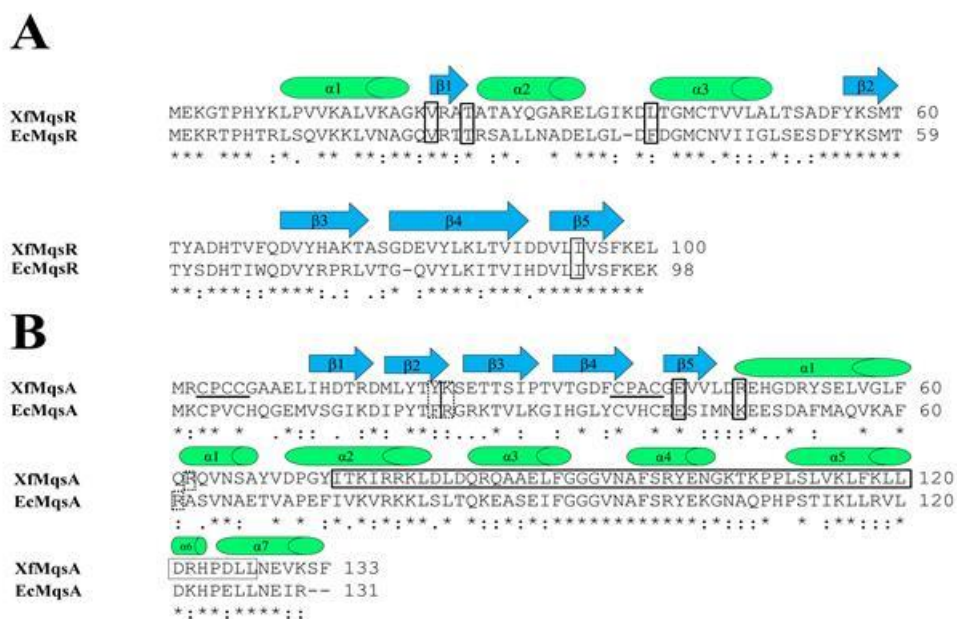 A
α1 β1 α2 α3 β2
XfMqsR MEKGTPHYKLPVVKALVKAGKVRATATAYQGARELGIKDLTGMCTVVLALTSADFYKSMT 60
EcMqsR MEKRTPHTRLSQVKKLVNAGQVRTTRSALLNADELGL-DFDGMCNVIIGLSESDFYKSMT 59
β3 β4 β5
XfMqsR TYADHTVFQDVYHAKTASGDEVYLKLTVIDDVLIVSFKEL 100
EcMqsR TYSDHTIWQDVYRPRLVTG-QVYLKITVIHDVLIVSFKEK 98
B
β1 β2 β3 β4 β5 α1
XfMqsA MRCPCCGAAELIHDTRDMLYTYKSETTSIPTVTGDFCPACGEVVLDREHGDRYSELVGLF 60
EcMqsA MKCPVCHQGEMVSGIKDIPYTFRGRKTVLKGIHGLYCVHCEESIMNKEESDAFMAQVKAF 60
α1 α2 α3 α4 α5
XfMqsA QRQVNSAYVDPGYITKIRRKLDLDQRQAAELFGGGVNAFSRYENGKTKPPLSLVKLFKLL 120
EcMqsA RASVNAETVAPEFIVKVRKKLSLTQKEASEIFGGGVNAFSRYEKGNAQPHPSTIKLLRVL 120
α6 α7
XfMqsA DRHPDLLNEVKSF 133
EcMqsA DKHPELLNEIR-- 131